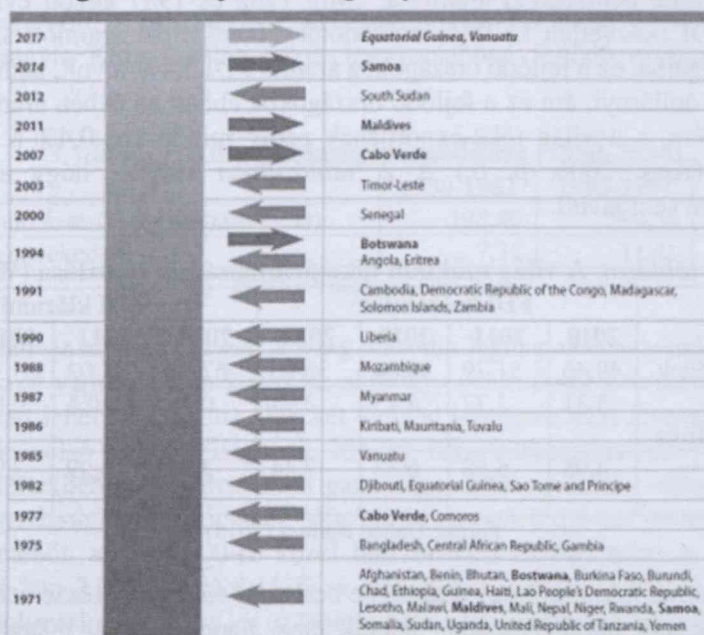 2017 Equatorial Guinea, Vanuatu
2014 Samoa
2012 South Sudan
2011 Maldives
2007 Cabo Verde
2003 Timor-Leste
2000 Senegal
1994 Botswana
Angola, Eritrea
1991 Cambodia, Democratic Republic of the Congo, Madagascar,
Solomon Islands, Zambia
1990 Liberia
1988 Mozambique
1987 Myanmar
1986 Kiribati, Mauritania, Tuvalu
1985 Vanuatu
1982 Djibouti, Equatorial Guinea, Sao Tome and Principe
1977 Cabo Verde, Comoros
1975 Bangladesh, Central African Republic, Gambia
1971 Afghanistan, Benin, Bhutan, Bostwana, Burkina Faso, Burundi,
Chad, Ethiopia, Guinea, Haiti, Lao People's Democratic Republic,
Lesotho, Malawi, Maldives, Mali, Nepal, Niger, Rwanda, Samoa,
Somalia, Sudan, Uganda, United Republic of Tanzania, Yemen